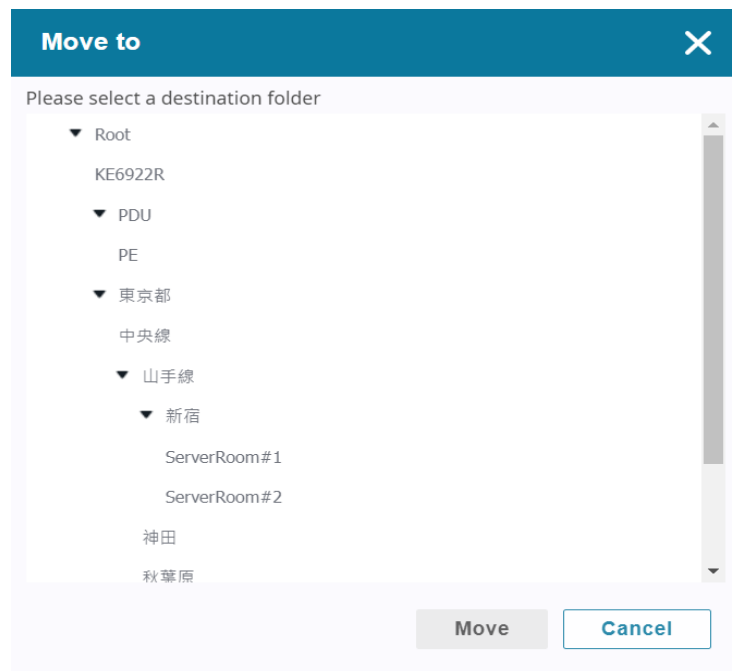 Move to
Please select a destination folder
Root
KE6922R
PDU
PE
東京都
中央線
山手線
新宿
ServerRoom#1
ServerRoom#2
神田
秋葉原
Move
Cancel